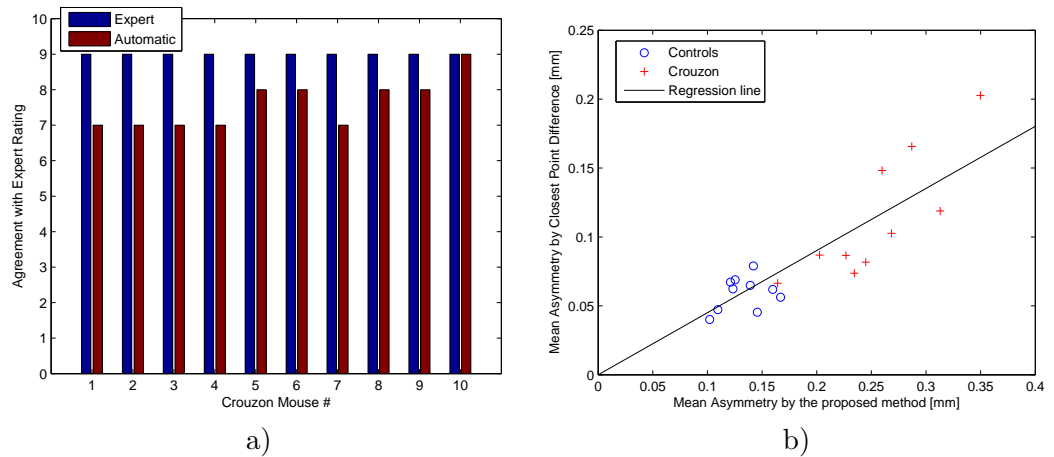 Expert
Automatic
10
9
8
7
6
5
4
3
2
1
0
Agreement with Expert Rating
1 2 3 4 5 6 7 8 9 10
Crouzon Mouse #
a)
Controls
Crouzon
Regression line
0.25
0.2
0.15
0.1
0.05
0
Mean Asymmetry by Closest Point Difference [mm]
0 0.05 0.1 0.15 0.2 0.25 0.3 0.35 0.4
Mean Asymmetry by the proposed method [mm]
b)